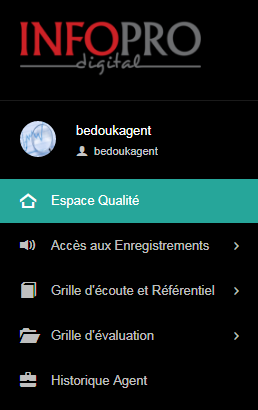 INFOPRO
digital
bedoukagent
bedoukagent
Espace Qualité
Accès aux Enregistrements
Grille d'écoute et Référentiel
Grille d'évaluation
Historique Agent